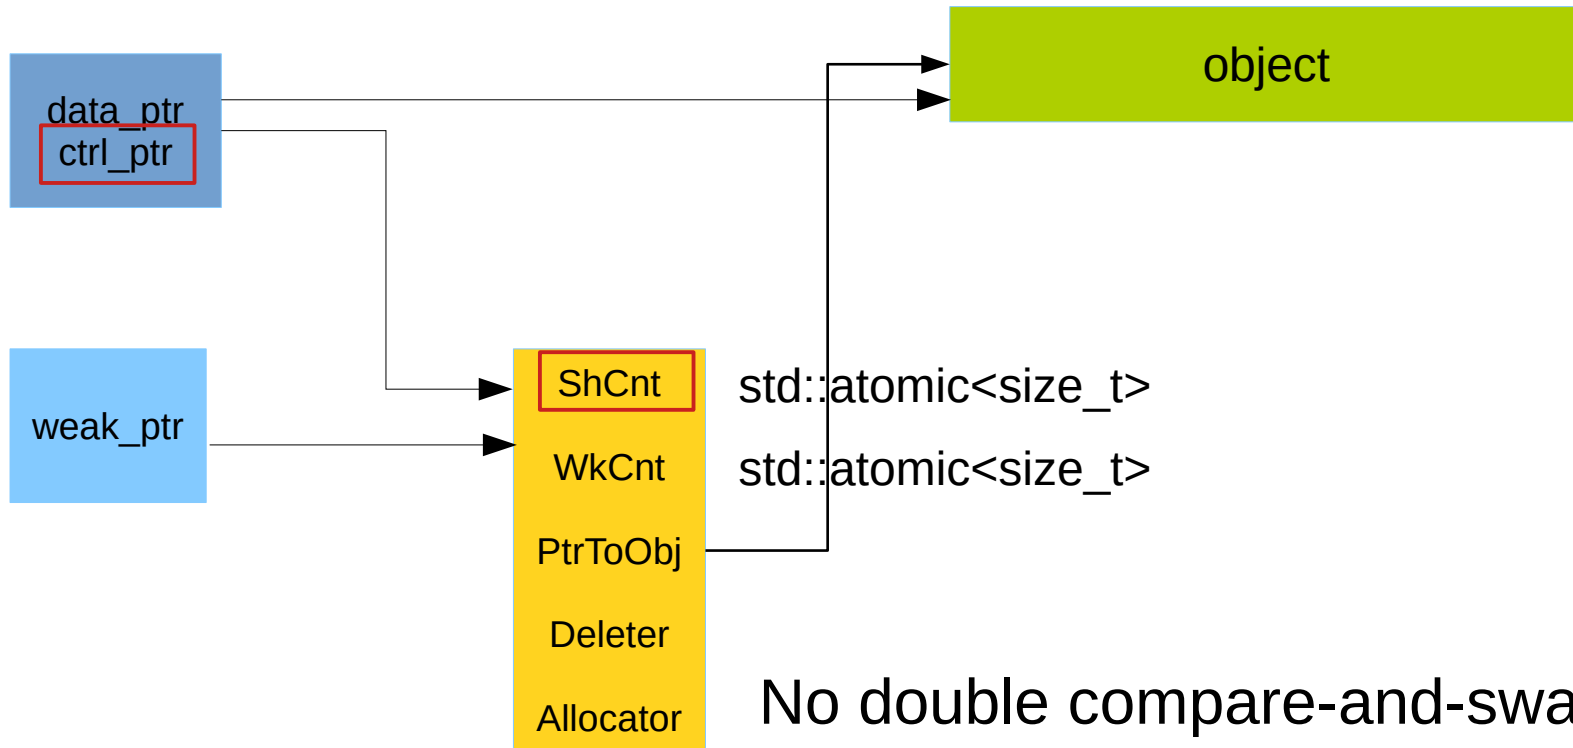 object
data_ptr
ctrl_ptr
weak_ptr
ShCnt
std::atomic<size_t>
WkCnt
std::atomic<size_t>
PtrToObj
Deleter
Allocator
No double compare-and-swa